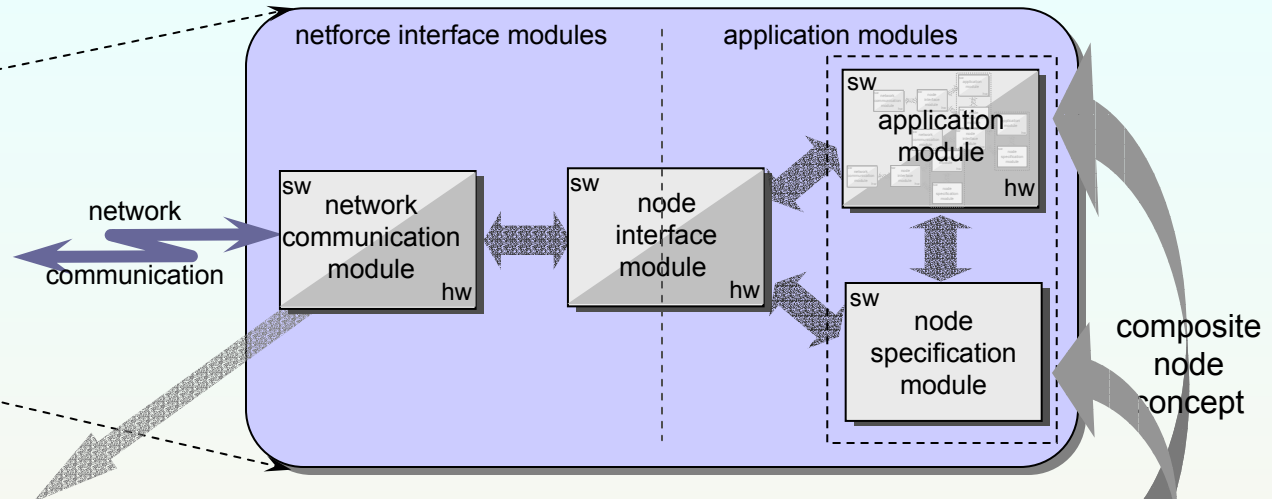 netforce interface modules
application modules
sw
application
module
hw
sw
network
communication
module
hw
sw
node
interface
module
hw
network
communication
sw
node
specification
module
composite
node
concept